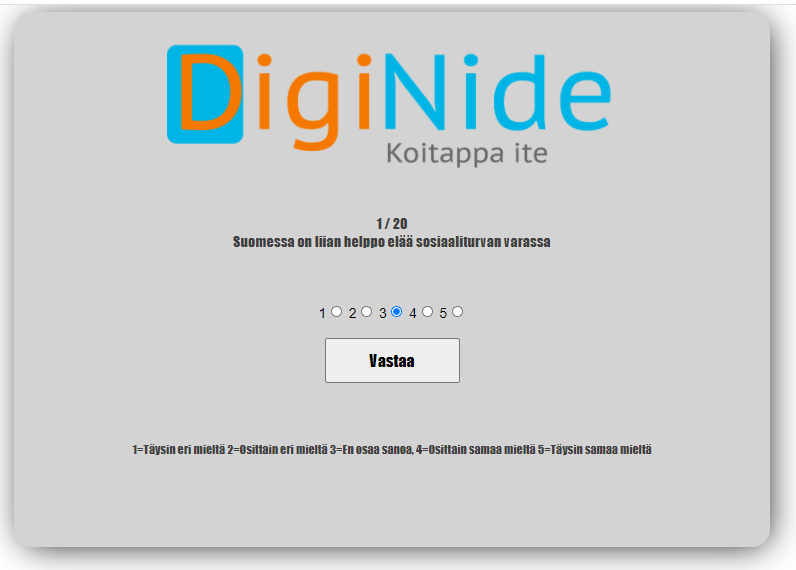 DigiNide
Koitappa ite
1 / 20
Suomessa on liian helppo elää sosiaaliturvan varassa
1 2 3 4 5
Vastaa
1=Täysin eri mieltä 2=Osittain eri mieltä 3=En osaa sanoa, 4=Osittain samaa mieltä 5=Täysin samaa mieltä